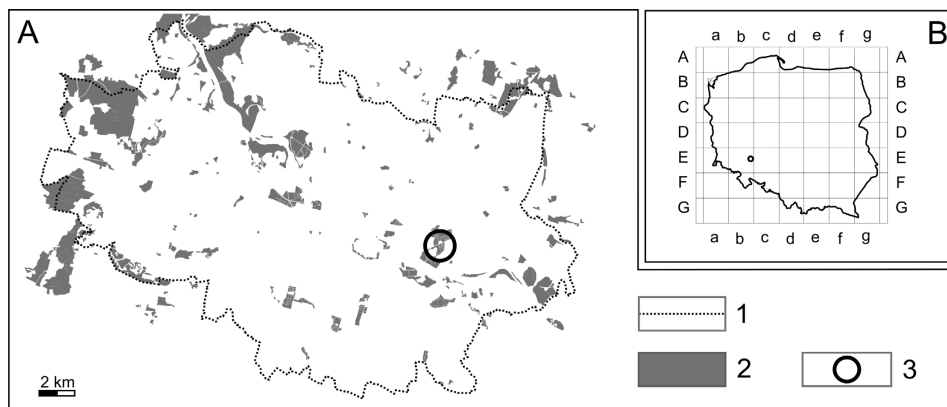 A
2 km
B
a b c d e f g
A A
B B
C C
D D
E E
F F
G G
a b c d e f g
1
2 3